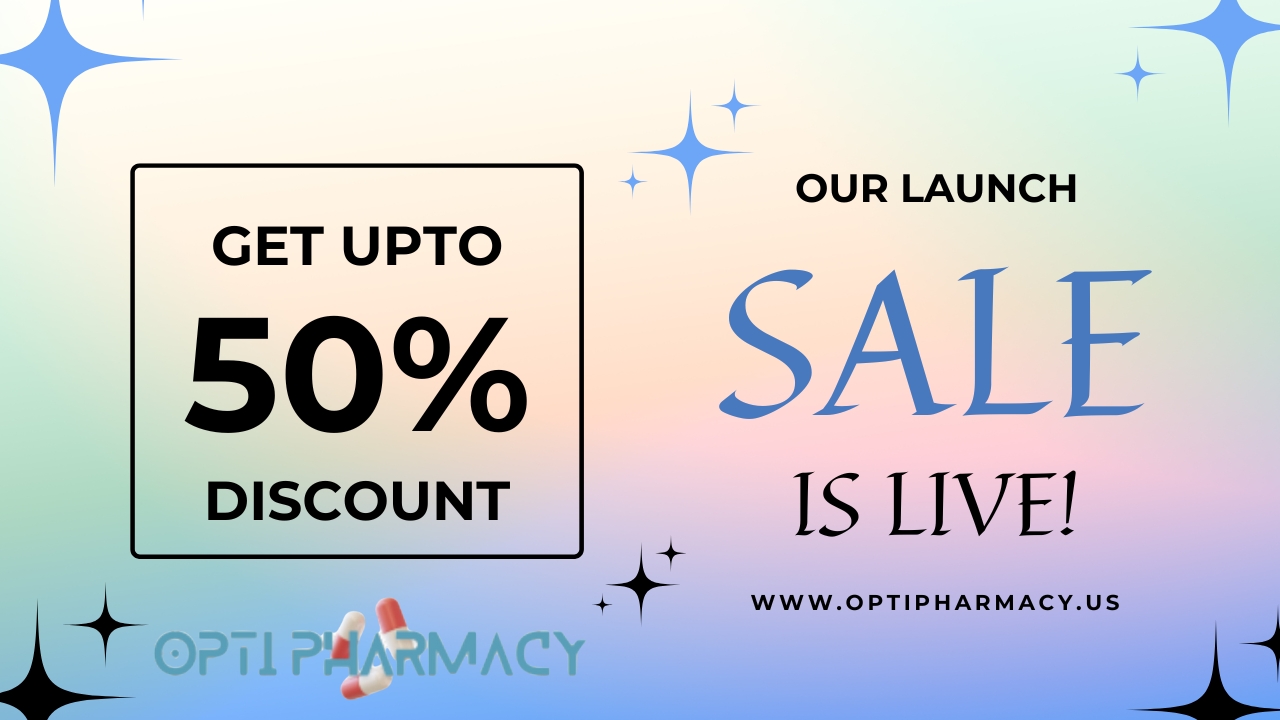 GET UPTO
50%
DISCOUNT
OUR LAUNCH
SALE
IS LIVE!
WWW.OPTIPHARMACY.US
OPTI PHARMACY